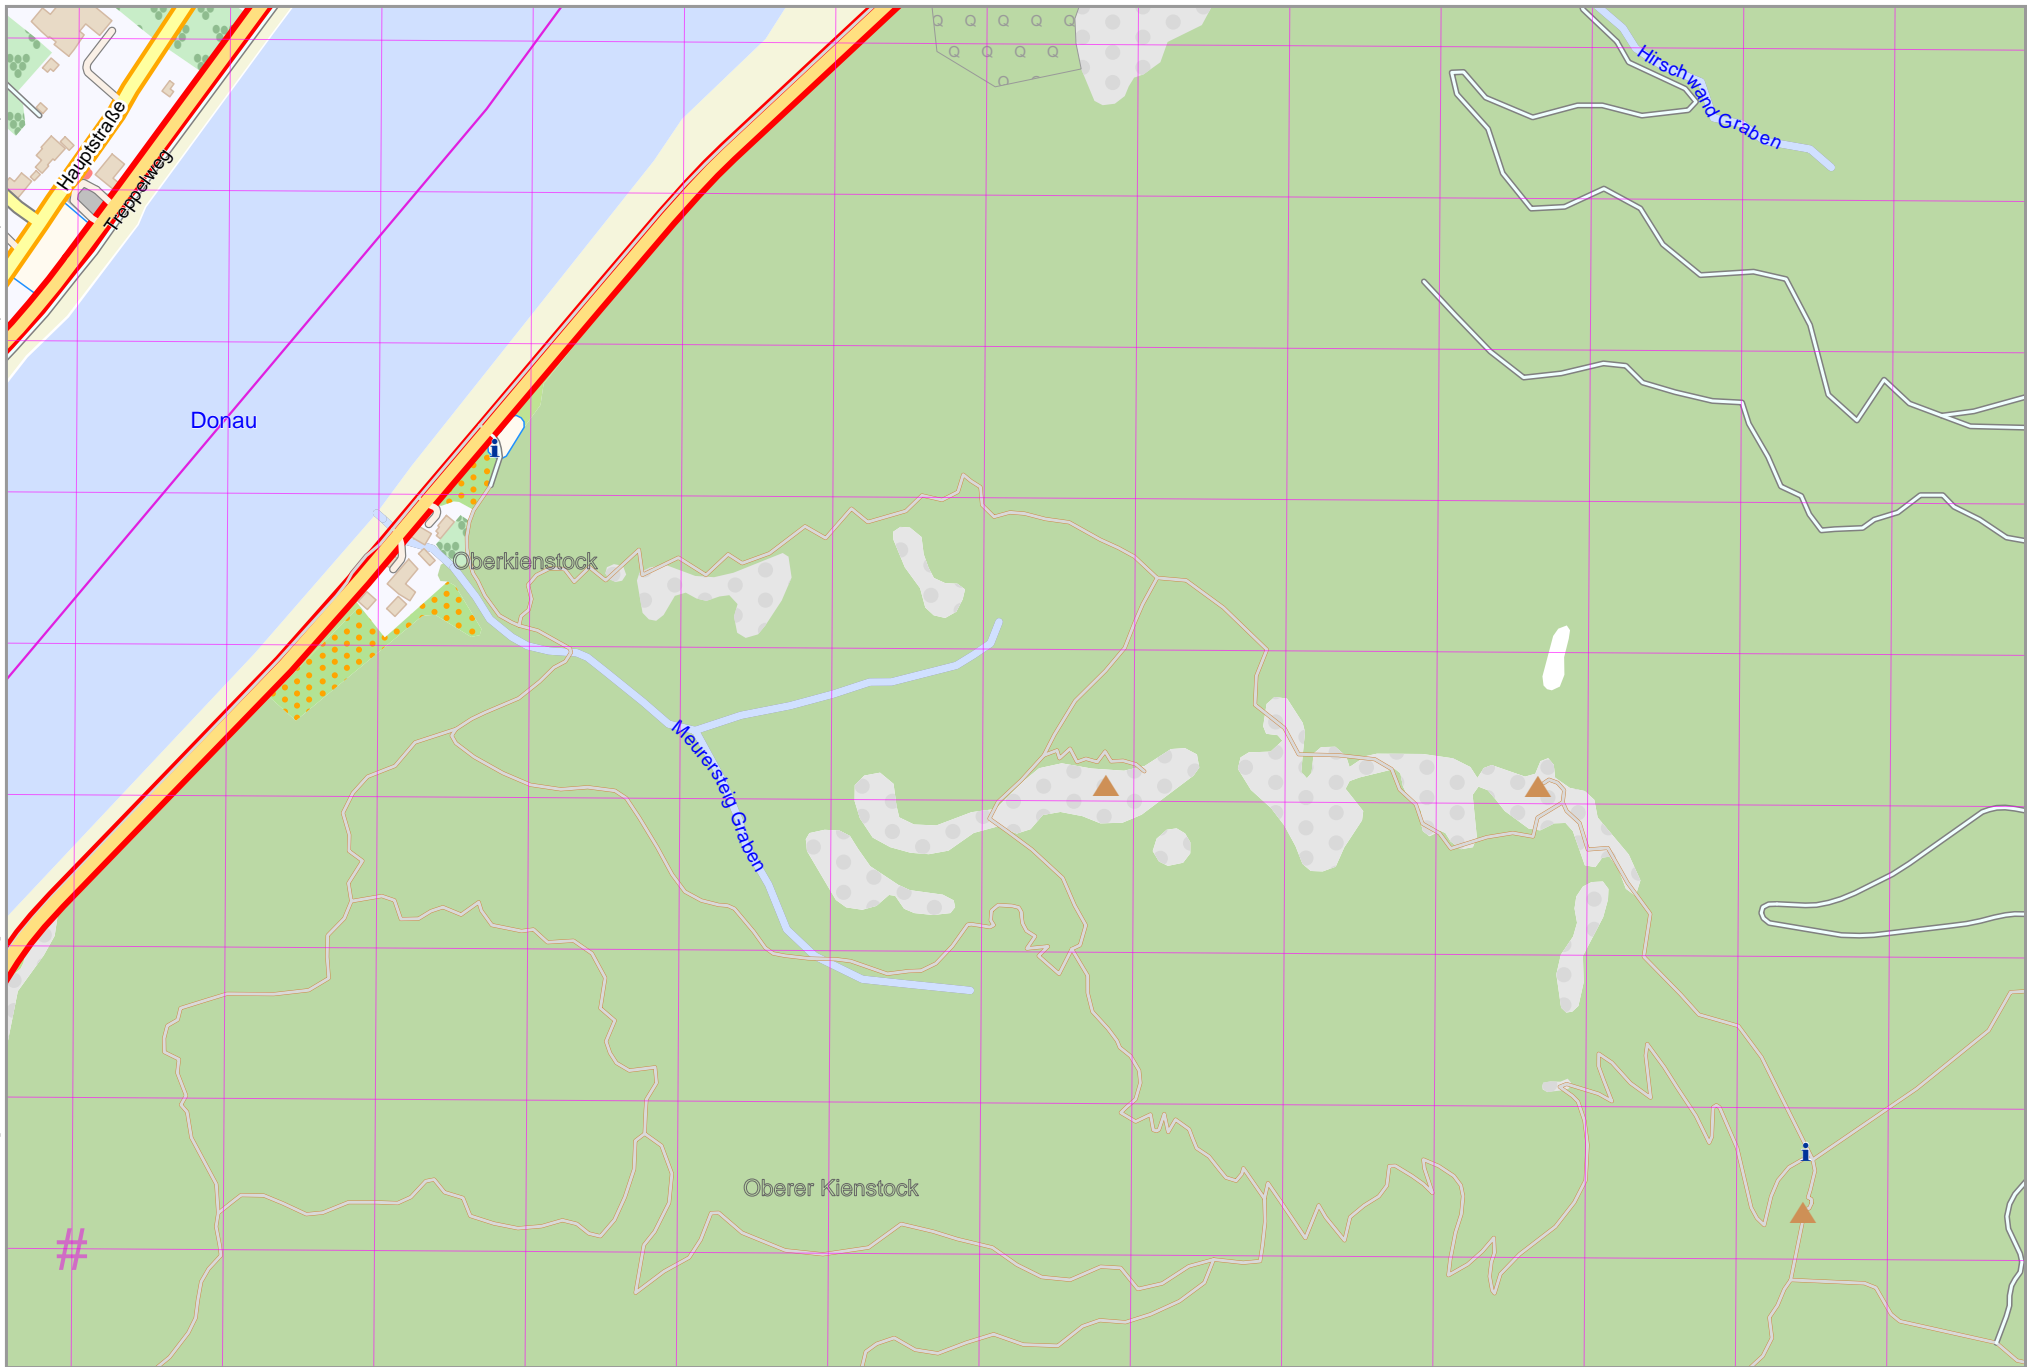 Hirschwand Graben
Hauptstraße
Treppelweg
Donau
i
Oberkienstock
Meurersteig Graben
i
Oberer Kienstock
#